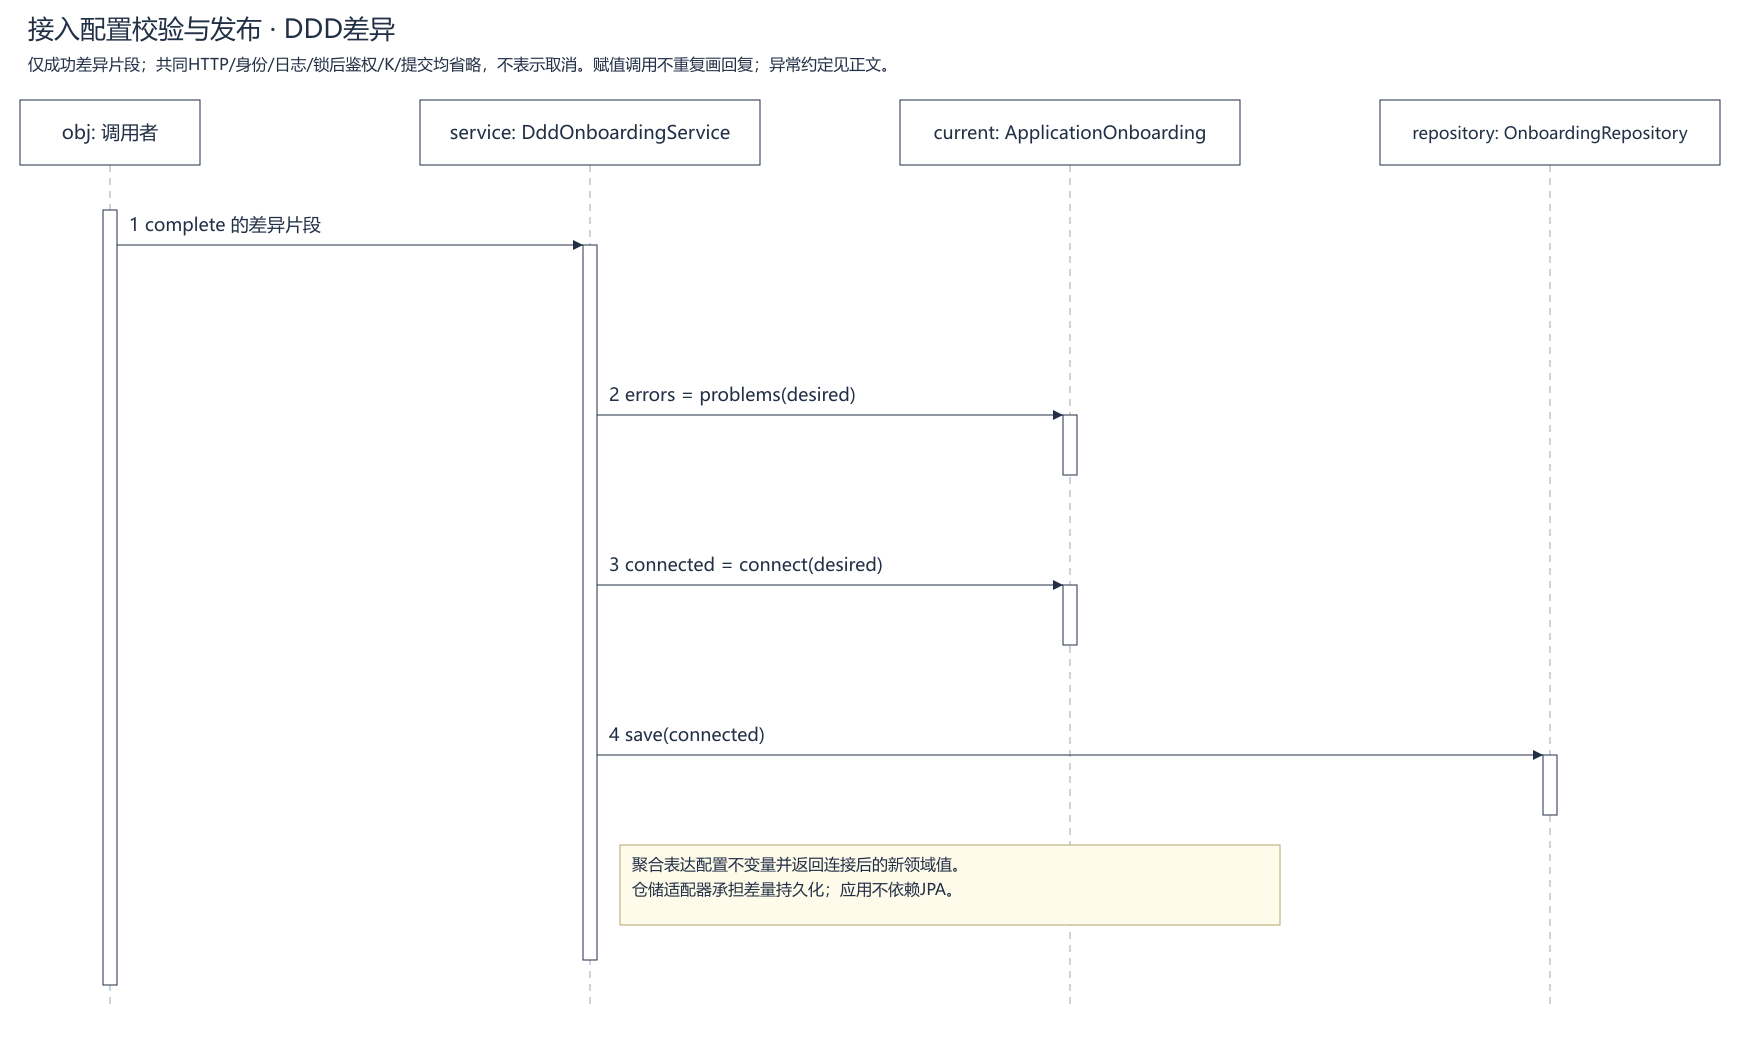 接入配置校验与发布 · DDD差异
仅成功差异片段；共同HTTP/身份/日志/锁后鉴权/K/提交均省略，不表示取消。赋值调用不重复画回复；异常约定见正文。
obj: 调用者
service: DddOnboardingService
current: ApplicationOnboarding
repository: OnboardingRepository
1 complete 的差异片段
2 errors = problems(desired)
3 connected = connect(desired)
4 save(connected)
聚合表达配置不变量并返回连接后的新领域值。
仓储适配器承担差量持久化；应用不依赖JPA。